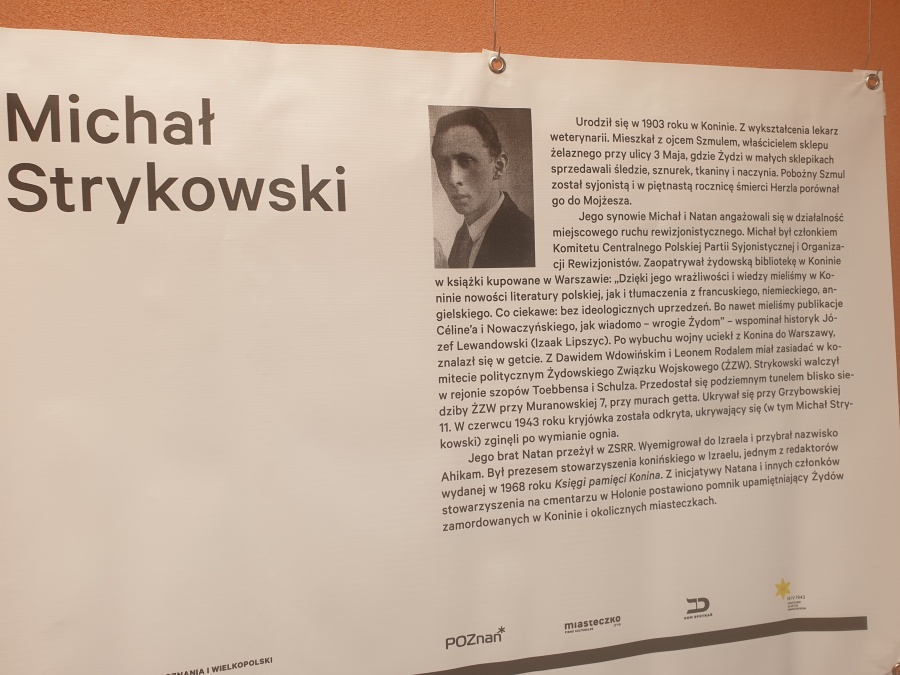 Michał
Strykowski
Urodził się w 1903 roku w Koninie. Z wykształcenia lekarz
weterynarii. Mieszkał z ojcem Szmulem, właścicielem sklepu
żelaznego przy ulicy 3 Maja, gdzie Żydzi w małych sklepikach
sprzedawali śledzie, sznurek, tkaniny i naczynia. Pobożny Szmul
został syjonistą i w piętnastą rocznicę śmierci Herzla porównał
go do Mojżesza.
Jego synowie Michał i Natan angażowali się w działalność
miejscowego ruchu rewizjonistycznego. Michał był członkiem
Komitetu Centralnego Polskiej Partii Syjonistycznej i Organiza-
cji Rewizjonistów. Zaopatrywał żydowską bibliotekę w Koninie
w książki kupowane w Warszawie: „Dzięki jego wrażliwości i wiedzy mieliśmy w Ko-
ninie nowości literatury polskiej, jak i tłumaczenia z francuskiego, niemieckiego, an-
gielskiego. Co ciekawe: bez ideologicznych uprzedzeń. Bo nawet mieliśmy publikacje
Céline'a i Nowaczyńskiego, jak wiadomo – wrogie Żydom" – wspominał historyk Jó-
zef Lewandowski (Izaak Lipszyc). Po wybuchu wojny uciekł z Konina do Warszawy,
znalazł się w getcie. Z Dawidem Wdowińskim i Leonem Rodalem miał zasiadać w ko-
mitecie politycznym Żydowskiego Związku Wojskowego (ŻZW). Strykowski walczył
w rejonie szopów Toebbensa i Schulza. Przedostał się podziemnym tunelem blisko sie-
dziby ŻZW przy Muranowskiej 7, przy murach getta. Ukrywał się przy Grzybowskiej
11. W czerwcu 1943 roku kryjówka została odkryta, ukrywający się (w tym Michał Stry-
kowski) zginęli po wymianie ognia.
Jego brat Natan przeżył w ZSRR. Wyemigrował do Izraela i przybrał nazwisko
Ahikam. Był prezesem stowarzyszenia konińskiego w Izraelu, jednym z redaktorów
wydanej w 1968 roku Księgi pamięci Konina. Z inicjatywy Natana i innych członków
stowarzyszenia na cmentarzu w Holonie postawiono pomnik upamiętniający Żydów
zamordowanych w Koninie i okolicznych miasteczkach.
POZnań*
miasteczko
DOM SPOTKAŃ
I WIELKOPOLSKI